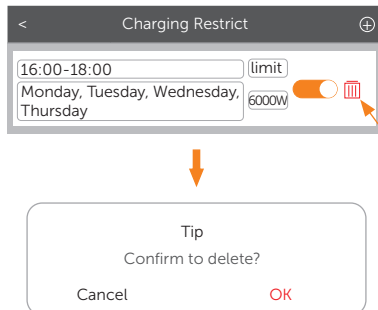 < Charging Restrict
16:00-18:00 limit
Monday, Tuesday, Wednesday,
Thursday
6000W
Tip
Confirm to delete?
Cancel OK